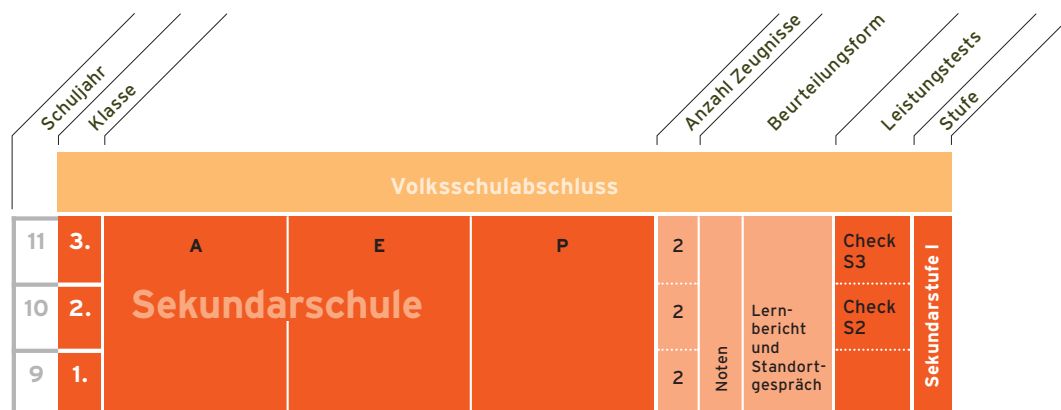 Schuljahr
Klasse
Anzahl Zeugnisse
Beurteilungsform
Leistungstests
Stufe
Volksschulabschluss
11 3. A E P 2 Check
S3
Sekundarschule
10 2. 2 Check
S2
9 1. 2
Noten
Lern-
bericht
und
Standort-
gespräch
Sekundarstufe I